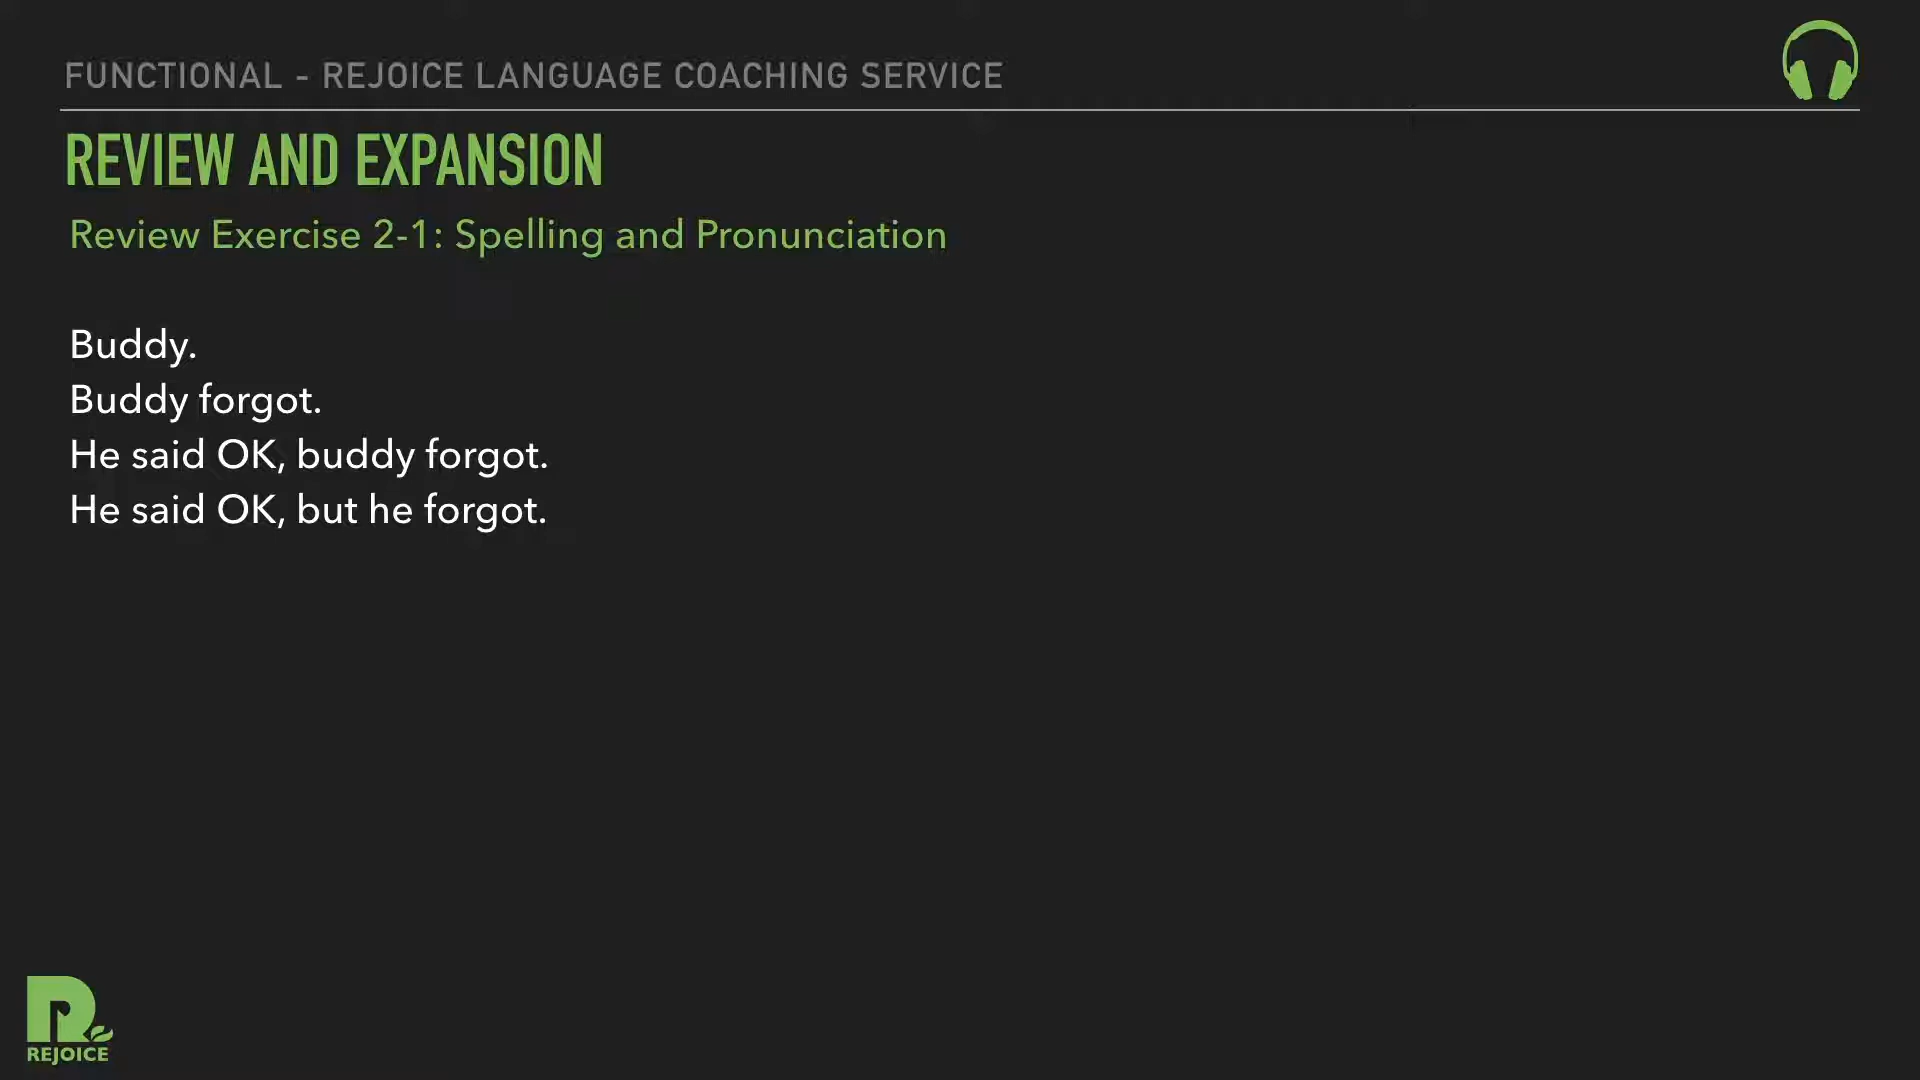 FUNCTIONAL - REJOICE LANGUAGE COACHING SERVICE
REVIEW AND EXPANSION
Review Exercise 2-1: Spelling and Pronunciation
Buddy.
Buddy forgot.
He said OK, buddy forgot.
He said OK, but he forgot.
REJOICE